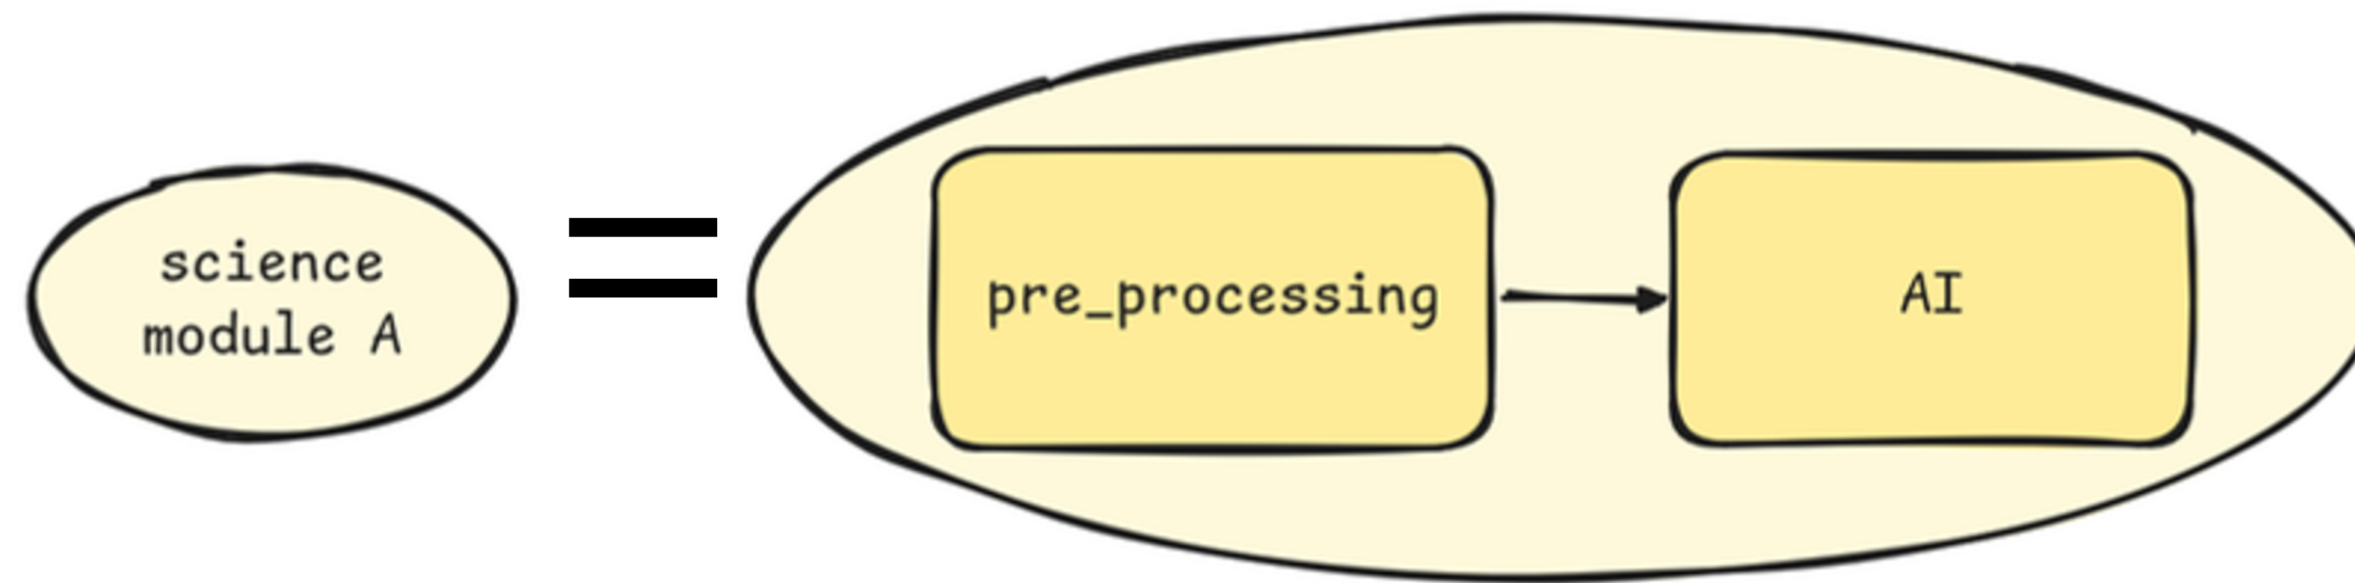 science
module A
=
pre_processing
AI